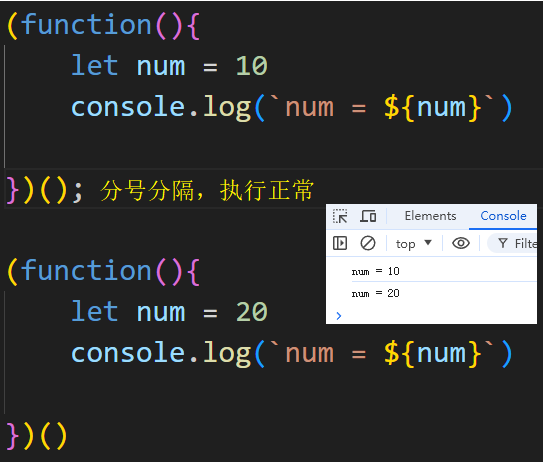 (function(){
    let num = 10
    console.log(`num = ${num}`)
})(); 分号分隔，执行正常
Elements Console
top ▼ Filte
num = 10
num = 20
>
(function(){
    let num = 20
    console.log(`num = ${num}`)
})()